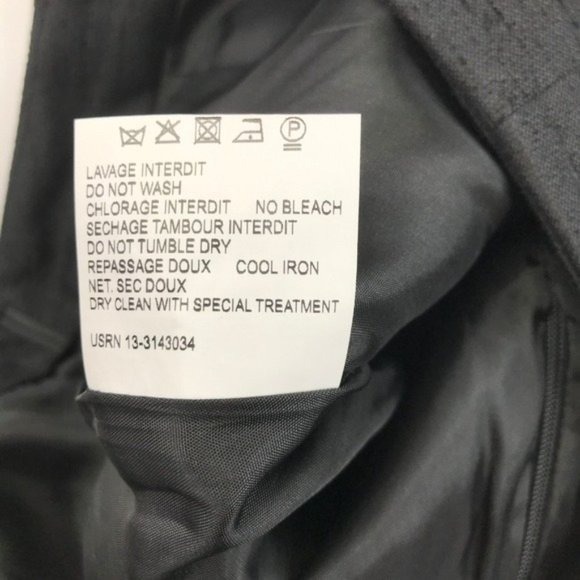 P
LAVAGE INTERDIT
DO NOT WASH
CHLORAGE INTERDIT NO BLEACH
SECHAGE TAMBOUR INTERDIT
DO NOT TUMBLE DRY
REPASSAGE DOUX COOL IRON
NET. SEC DOUX
DRY CLEAN WITH SPECIAL TREATMENT
USRN 13-3143034